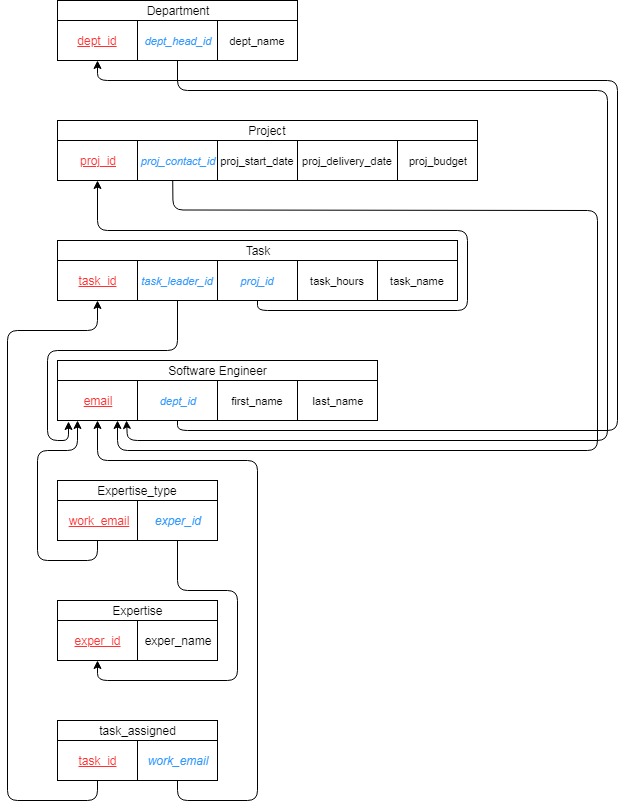 Department
dept_id dept_head_id dept_name
Project
proj_id proj_contact_id proj_start_date proj_delivery_date proj_budget
Task
task_id task_leader_id proj_id task_hours task_name
Software Engineer
email dept_id first_name last_name
Expertise_type
work_email exper_id
Expertise
exper_id exper_name
task_assigned
task_id work_email